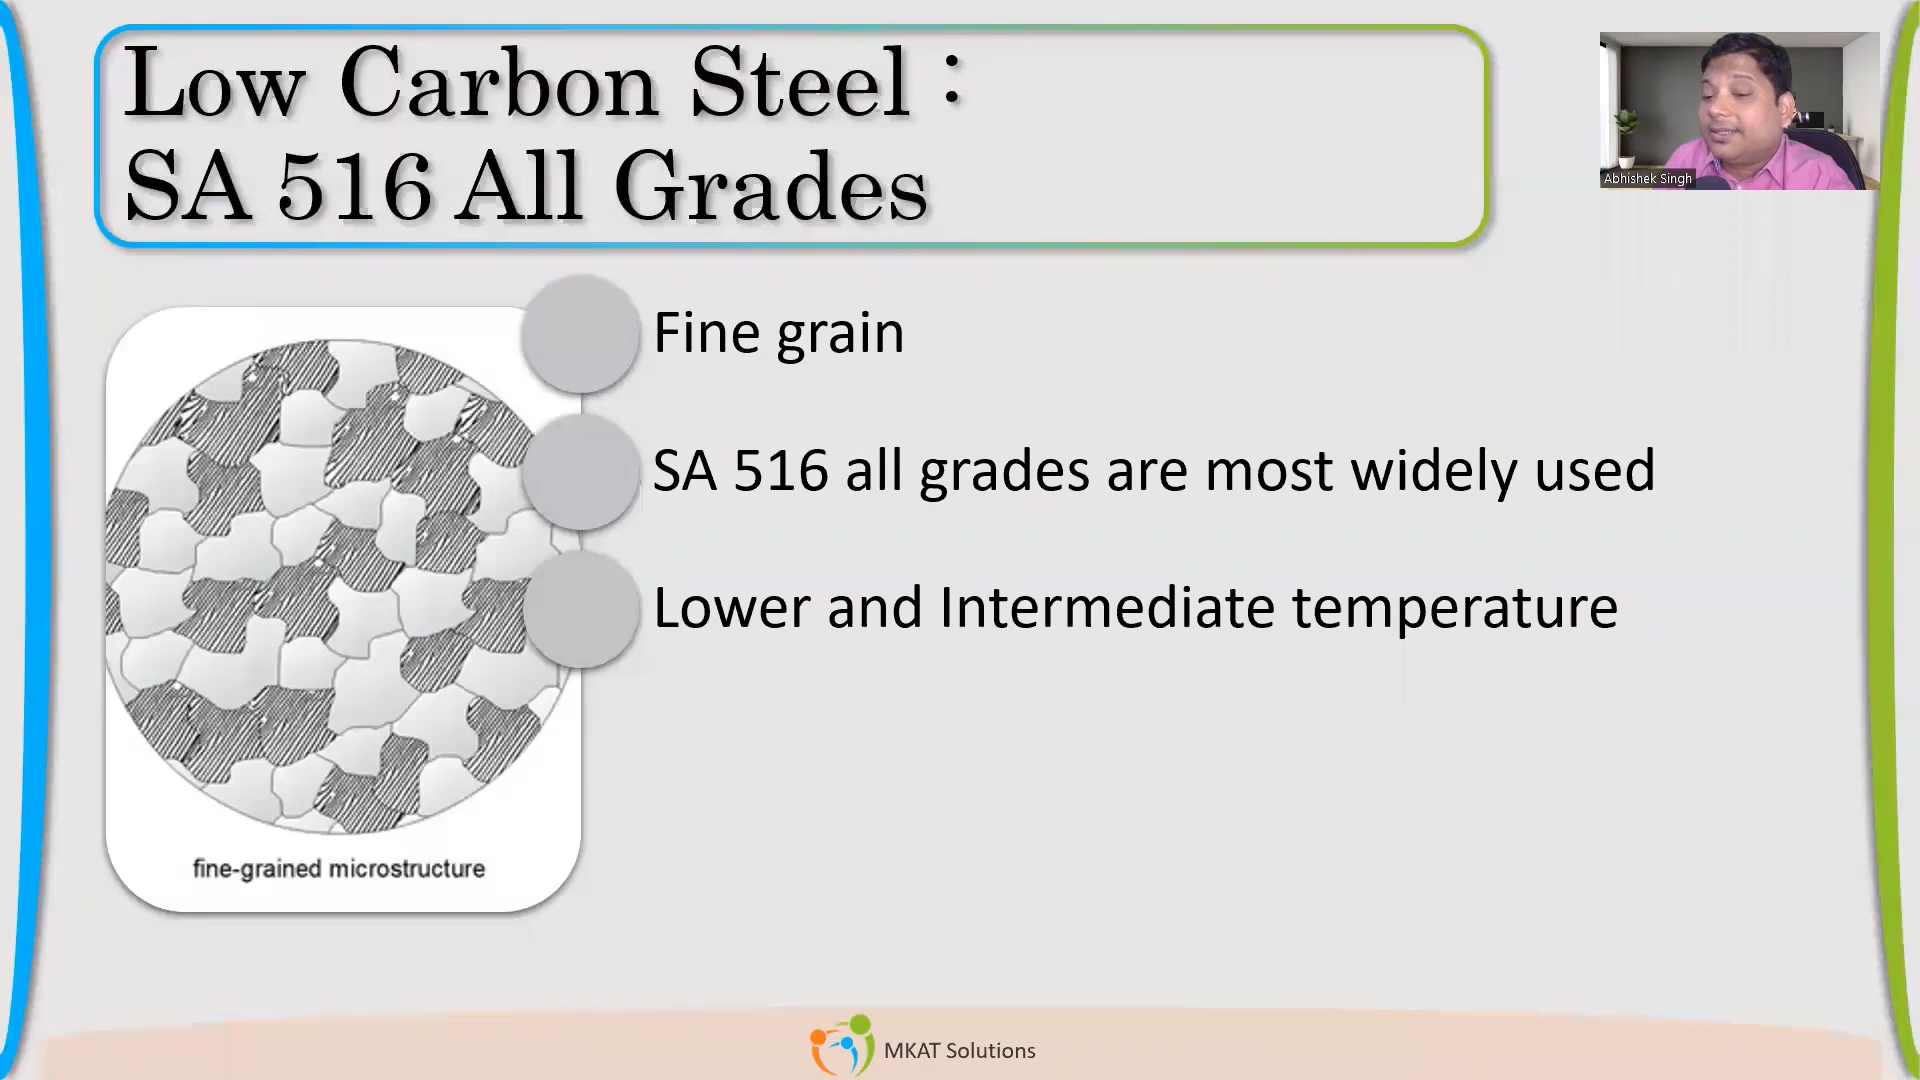 Low Carbon Steel :
SA 516 All Grades
Abhishek Singh
Fine grain
SA 516 all grades are most widely used
Lower and Intermediate temperature
fine-grained microstructure
MKAT Solutions